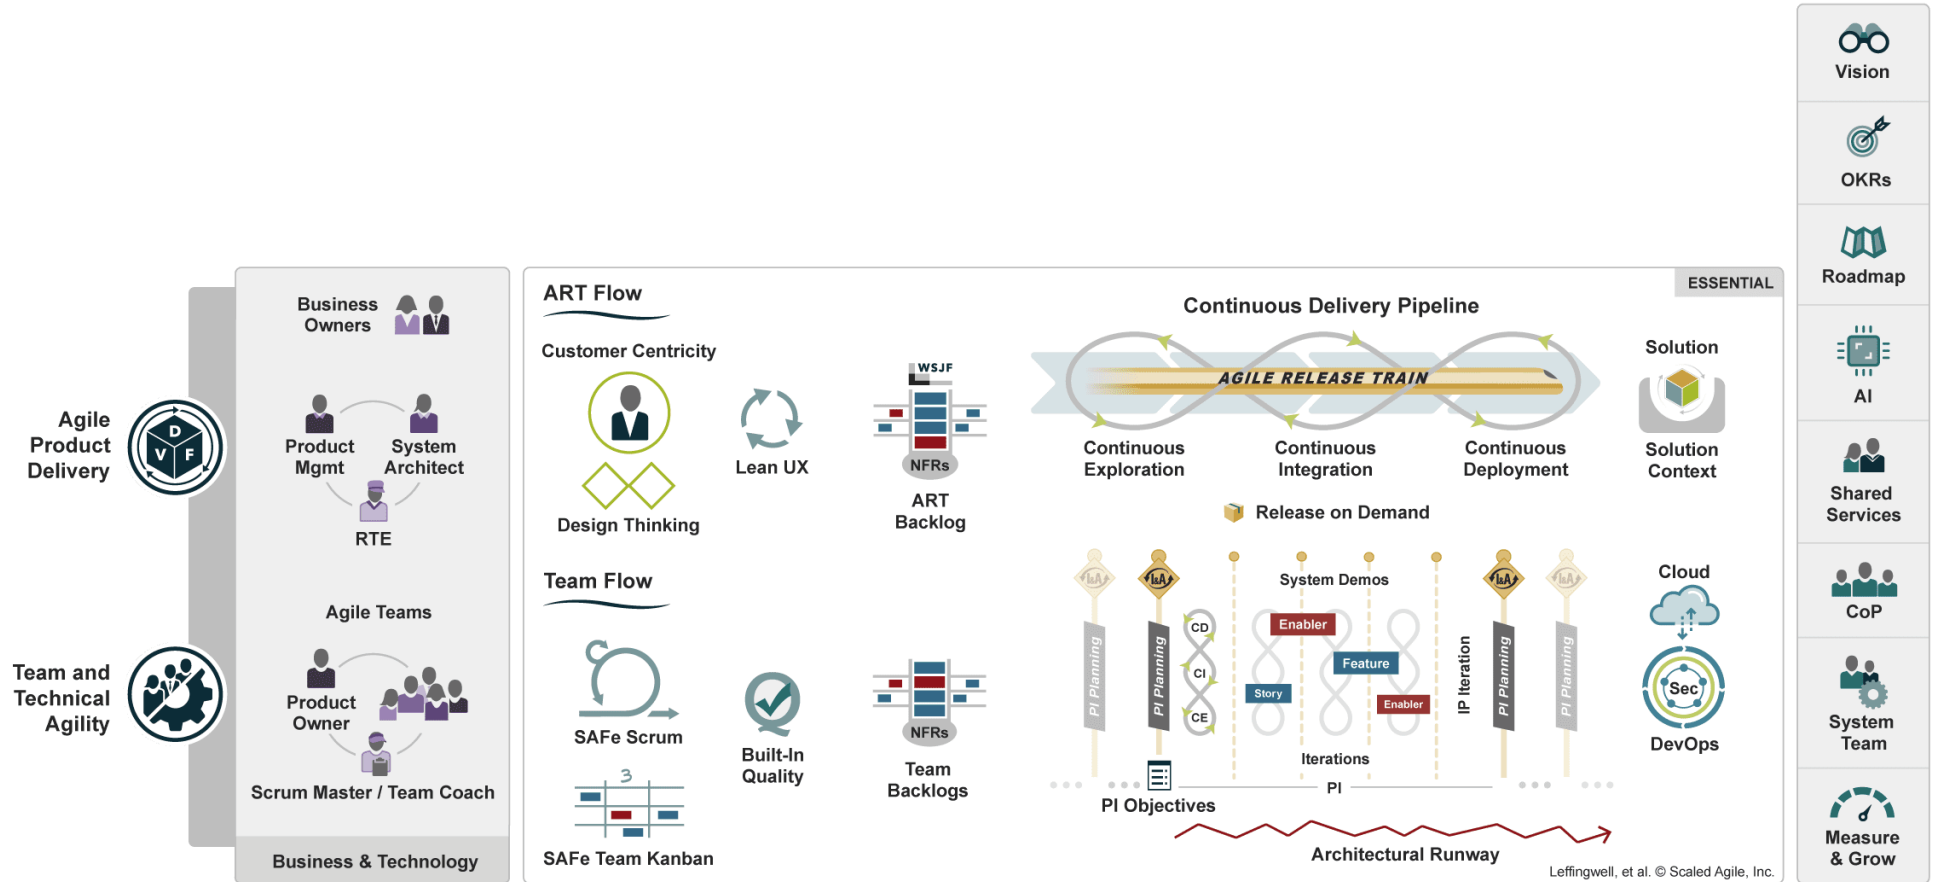 Agile
Product
Delivery
D
V F
Team and
Technical
Agility
Business
Owners
Product
Mgmt
System
Architect
RTE
Agile Teams
Product
Owner
Scrum Master / Team Coach
Business & Technology
ESSENTIAL
ART Flow
Customer Centricity
Design Thinking
Lean UX
WSJF
NFRs
ART
Backlog
Team Flow
SAFe Scrum
3
SAFe Team Kanban
Built-In
Quality
NFRs
Team
Backlogs
Continuous Delivery Pipeline
AGILE RELEASE TRAIN
Continuous
Exploration
Continuous
Integration
Continuous
Deployment
Release on Demand
Solution
Solution
Context
I&A
I&A
I&A
I&A
System Demos
PI Planning
PI Planning
CD
CI
CE
Enabler
Feature
Story
Enabler
IP Iteration
PI Planning
PI Planning
Iterations
PI
PI Objectives
Architectural Runway
Cloud
Sec
DevOps
Leffingwell, et al. © Scaled Agile, Inc.
Vision
OKRs
Roadmap
AI
Shared
Services
CoP
System
Team
Measure
& Grow